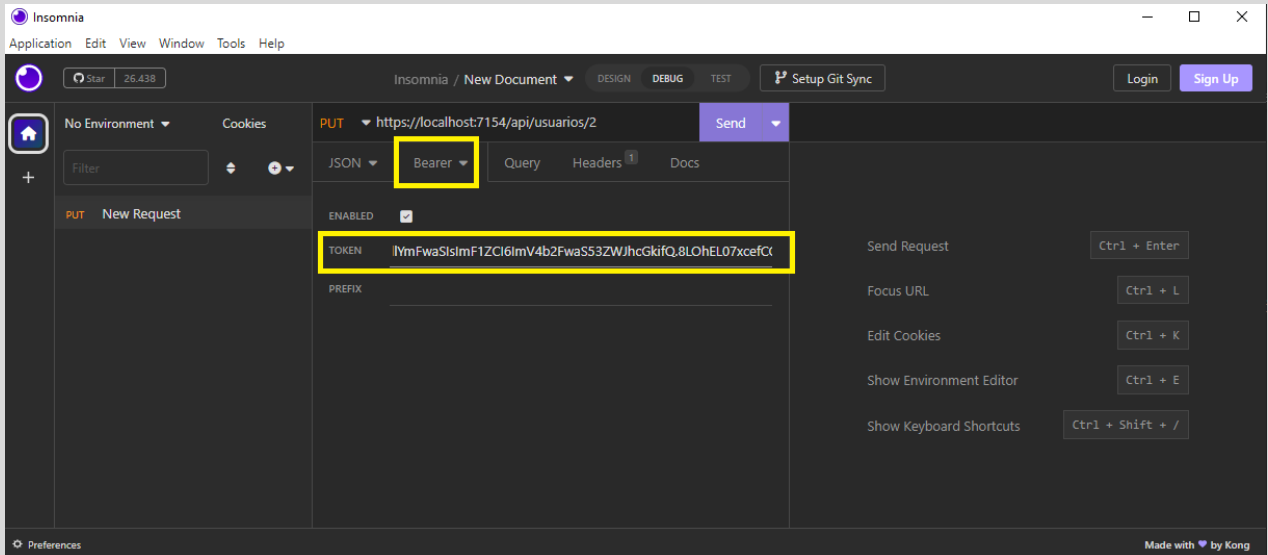 Insomnia
Application Edit View Window Tools Help
Star 26.438
Insomnia / New Document
DESIGN DEBUG TEST
Setup Git Sync
Login
Sign Up
No Environment
Cookies
PUT https://localhost:7154/api/usuarios/2
Send
Filter
JSON
Bearer
Query
Headers 1
Docs
PUT New Request
ENABLED
TOKEN
PREFIX
Send Request Ctrl + Enter
Focus URL Ctrl + L
Edit Cookies Ctrl + K
Show Environment Editor Ctrl + E
Show Keyboard Shortcuts Ctrl + Shift + /
Preferences
Made with by Kong